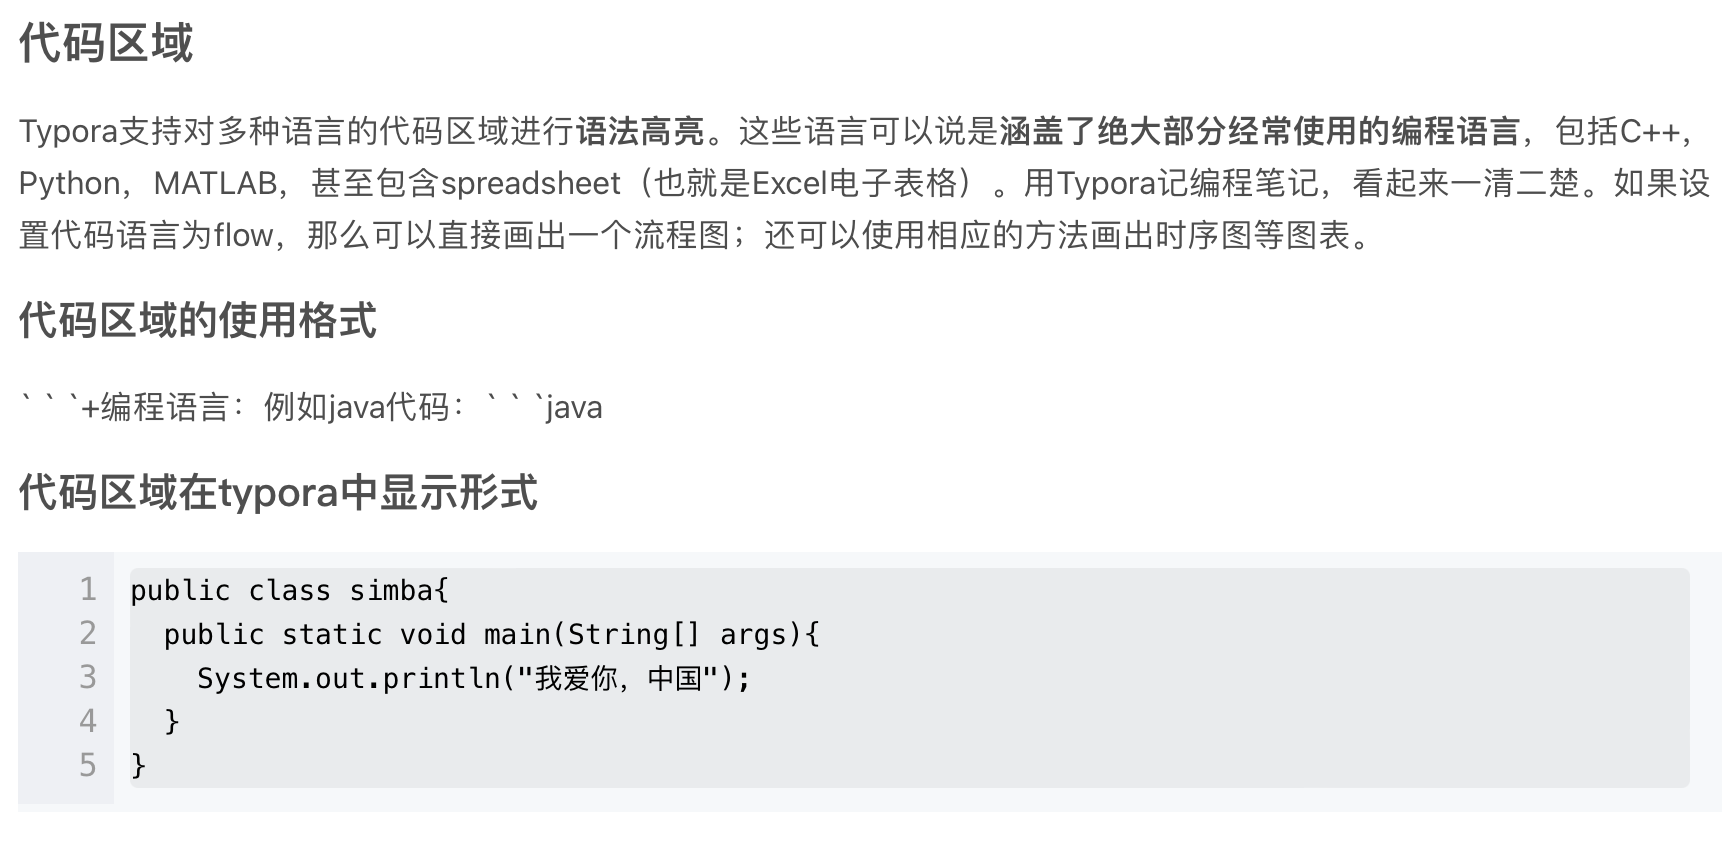 代码区域
Typora支持对多种语言的代码区域进行语法高亮。这些语言可以说是涵盖了绝大部分经常使用的编程语言，包括C++，
Python，MATLAB，甚至包含spreadsheet（也就是Excel电子表格）。用Typora记编程笔记，看起来一清二楚。如果设
置代码语言为flow，那么可以直接画出一个流程图；还可以使用相应的方法画出时序图等图表。
代码区域的使用格式
` ` `+编程语言：例如java代码：` ` `java
代码区域在typora中显示形式
1 public class simba{
2   public static void main(String[] args){
3     System.out.println("我爱你，中国");
4   }
5 }